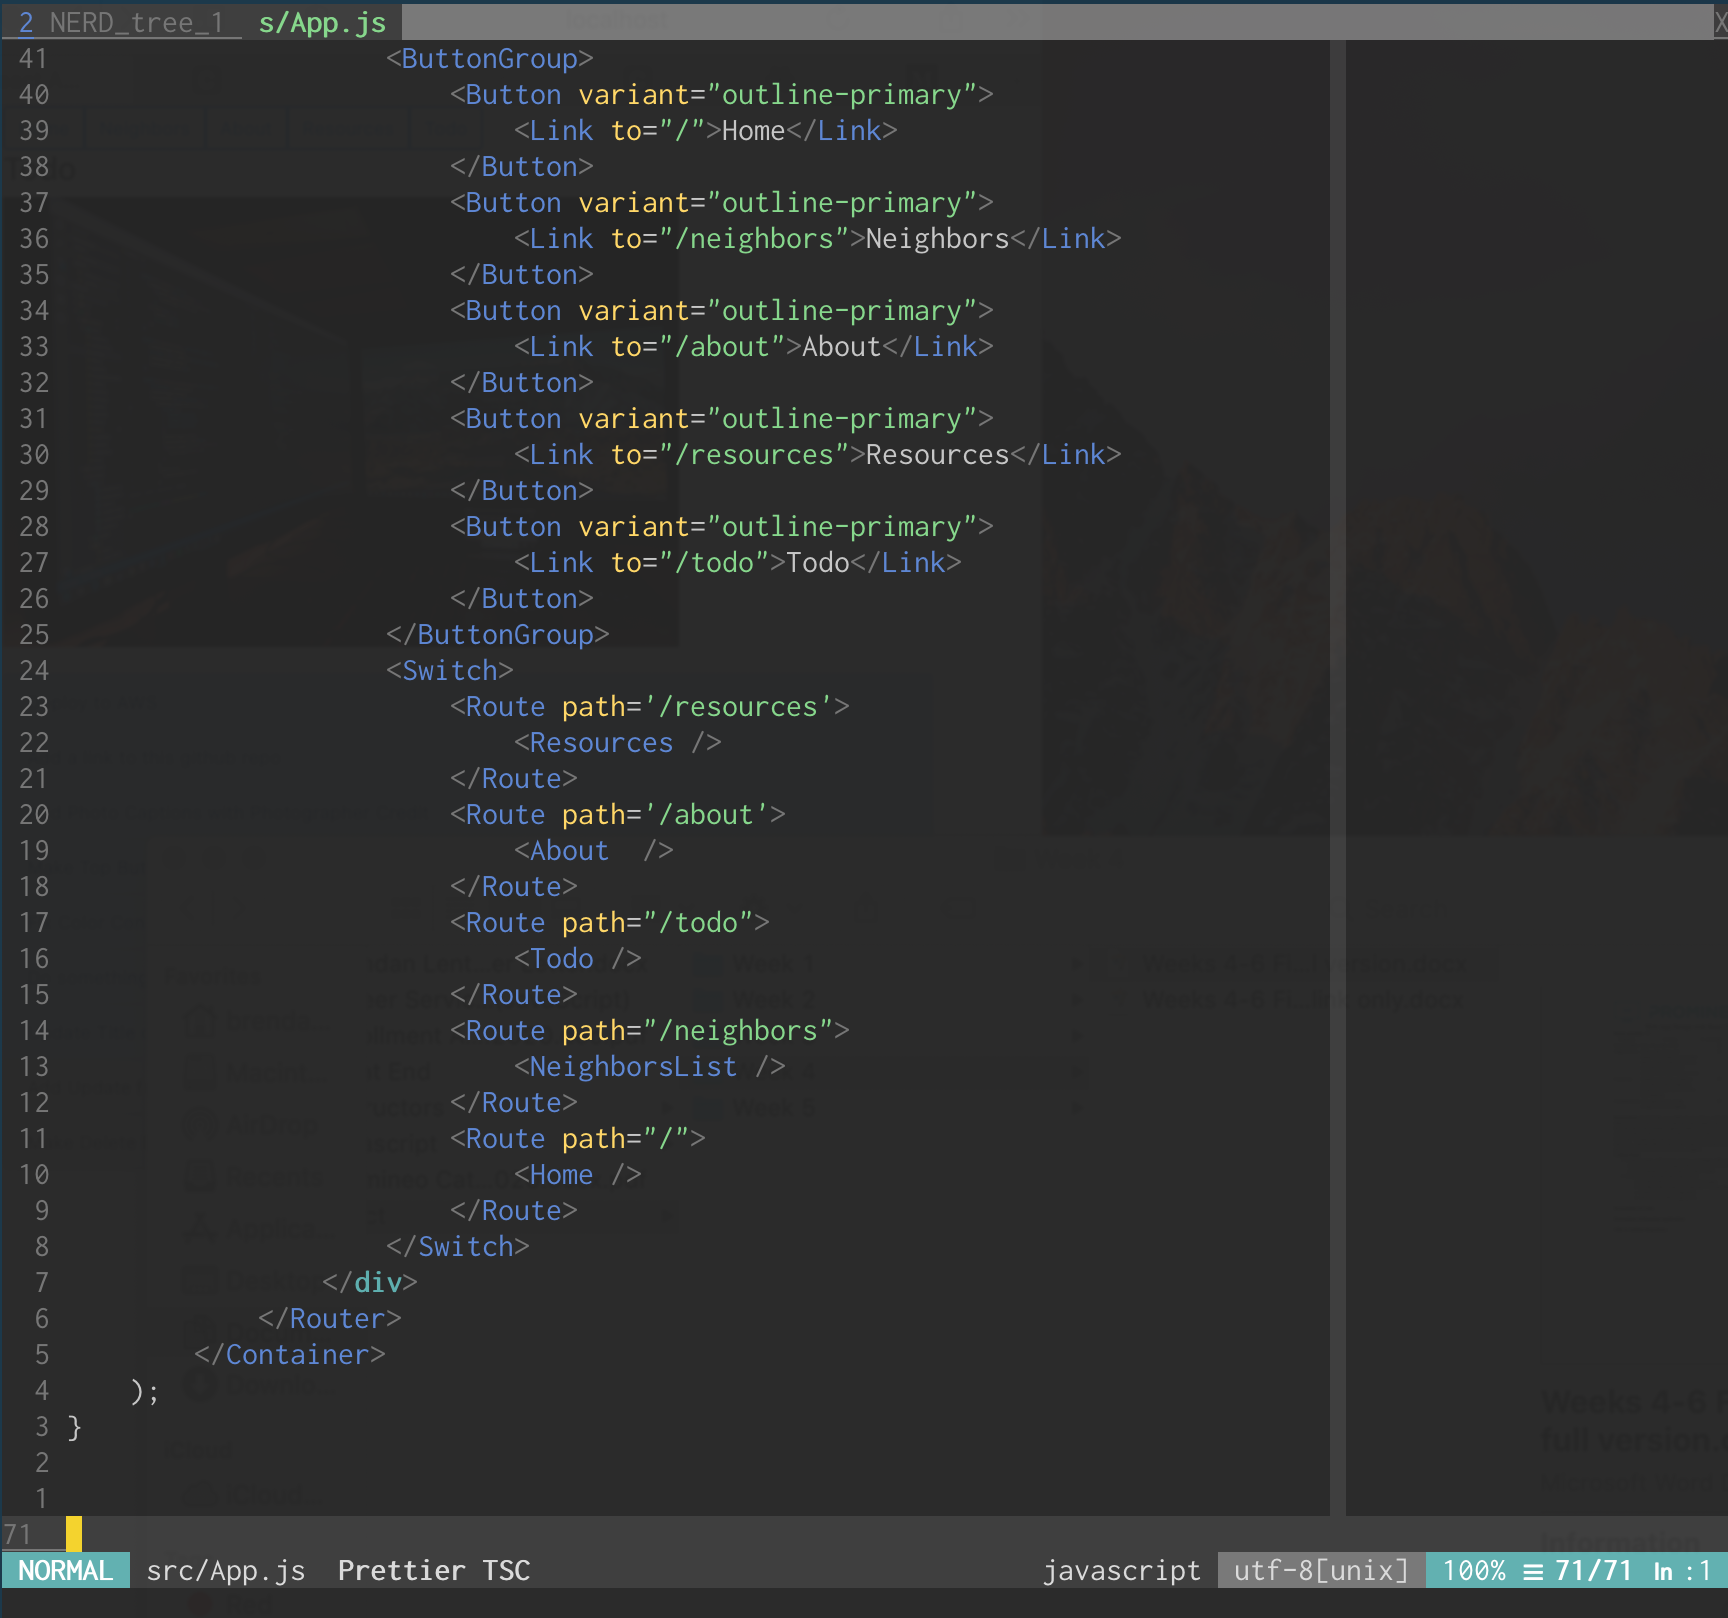 2 NERD_tree_1 s/App.js X
41 <ButtonGroup>
40 <Button variant="outline-primary">
39 <Link to="/">Home</Link>
38 </Button>
37 <Button variant="outline-primary">
36 <Link to="/neighbors">Neighbors</Link>
35 </Button>
34 <Button variant="outline-primary">
33 <Link to="/about">About</Link>
32 </Button>
31 <Button variant="outline-primary">
30 <Link to="/resources">Resources</Link>
29 </Button>
28 <Button variant="outline-primary">
27 <Link to="/todo">Todo</Link>
26 </Button>
25 </ButtonGroup>
24 <Switch>
23 <Route path='/resources'>
22 <Resources />
21 </Route>
20 <Route path='/about'>
19 <About  />
18 </Route>
17 <Route path="/todo">
16 <Todo />
15 </Route>
14 <Route path="/neighbors">
13 <NeighborsList />
12 </Route>
11 <Route path="/">
10 <Home />
9 </Route>
8 </Switch>
7 </div>
6 </Router>
5 </Container>
4 );
3 }
2
1
71
NORMAL src/App.js Prettier TSC javascript utf-8[unix] 100% ≡ 71/71 ln :1